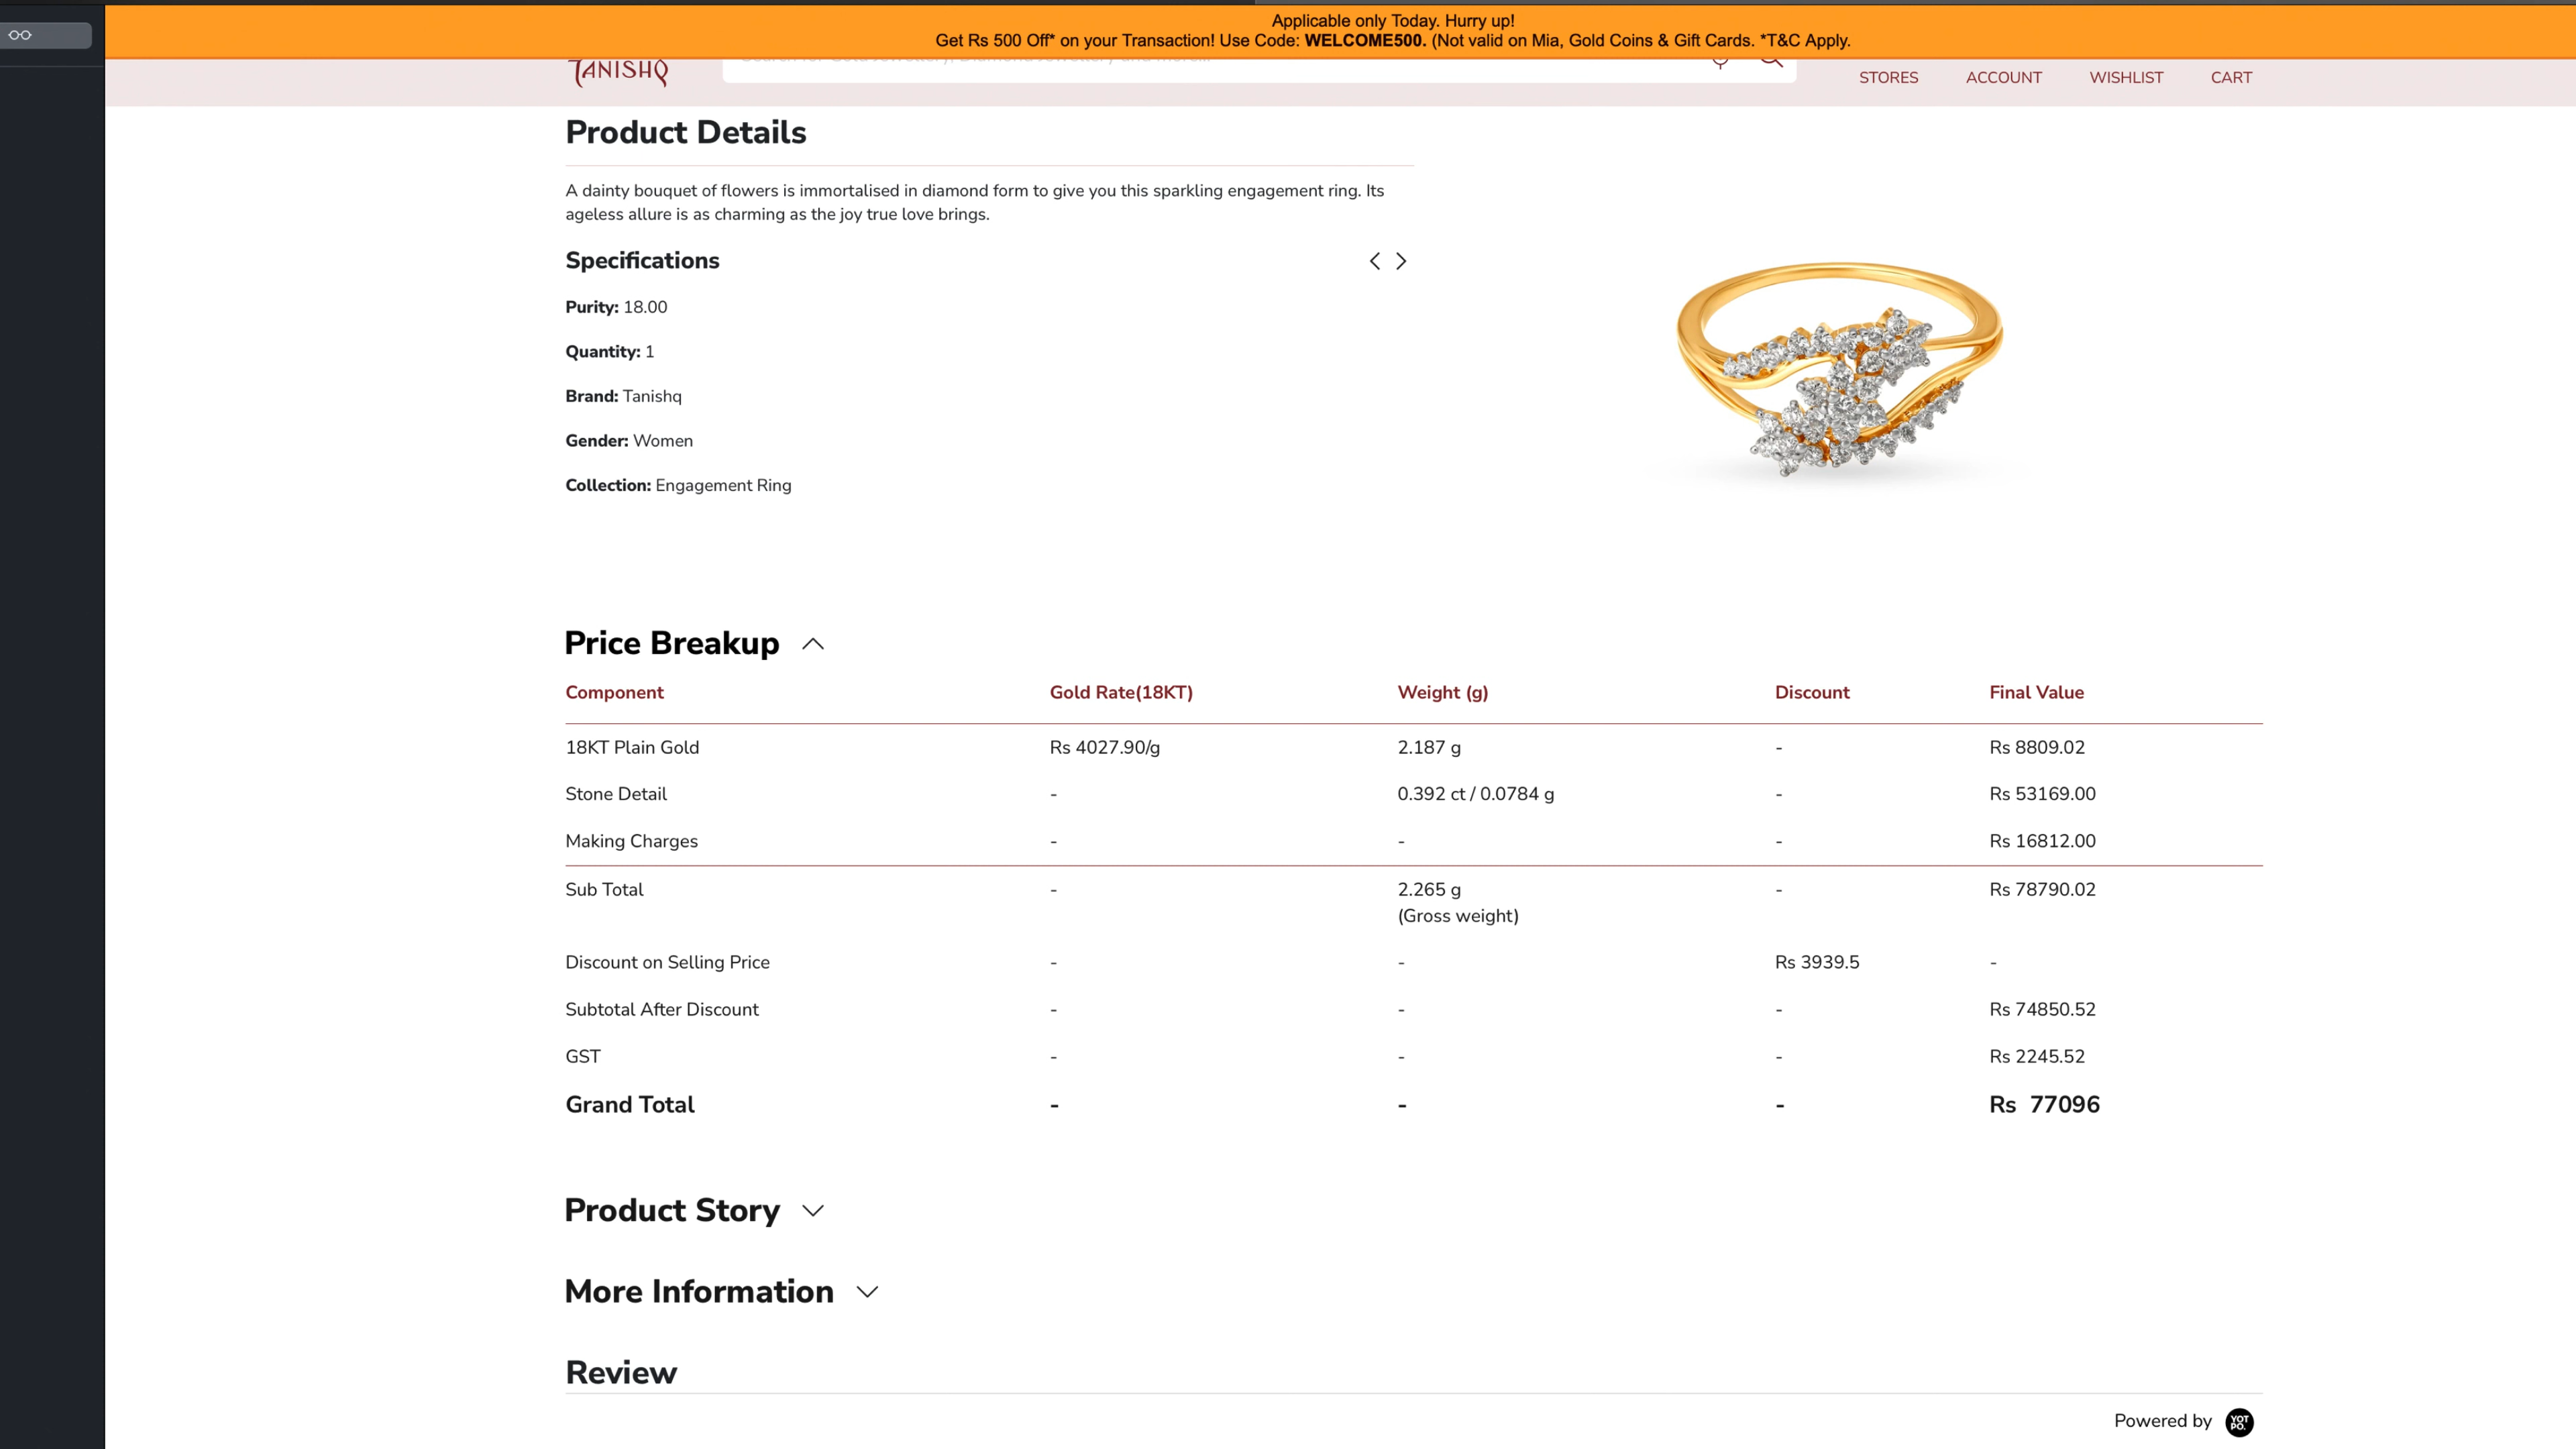 Applicable only Today. Hurry up!
Get Rs 500 Off* on your Transaction! Use Code: WELCOME500. (Not valid on Mia, Gold Coins & Gift Cards. *T&C Apply.
TANISHQ
STORES ACCOUNT WISHLIST CART
Product Details
A dainty bouquet of flowers is immortalised in diamond form to give you this sparkling engagement ring. Its
ageless allure is as charming as the joy true love brings.
Specifications
Purity: 18.00
Quantity: 1
Brand: Tanishq
Gender: Women
Collection: Engagement Ring
Price Breakup
Component Gold Rate(18KT) Weight (g) Discount Final Value
18KT Plain Gold Rs 4027.90/g 2.187 g - Rs 8809.02
Stone Detail - 0.392 ct / 0.0784 g - Rs 53169.00
Making Charges - - - Rs 16812.00
Sub Total - 2.265 g - Rs 78790.02
(Gross weight)
Discount on Selling Price - - Rs 3939.5 -
Subtotal After Discount - - - Rs 74850.52
GST - - - Rs 2245.52
Grand Total - - - Rs 77096
Product Story
More Information
Review
Powered by YOTPO.